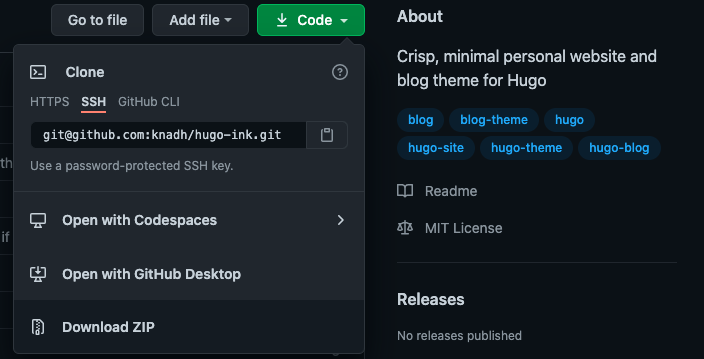 Go to file
Add file
Code
Clone
HTTPS SSH GitHub CLI
git@github.com:knadh/hugo-ink.git
Use a password-protected SSH key.
Open with Codespaces
Open with GitHub Desktop
Download ZIP
th
if
About
Crisp, minimal personal website and
blog theme for Hugo
blog blog-theme hugo
hugo-site hugo-theme hugo-blog
Readme
MIT License
Releases
No releases published